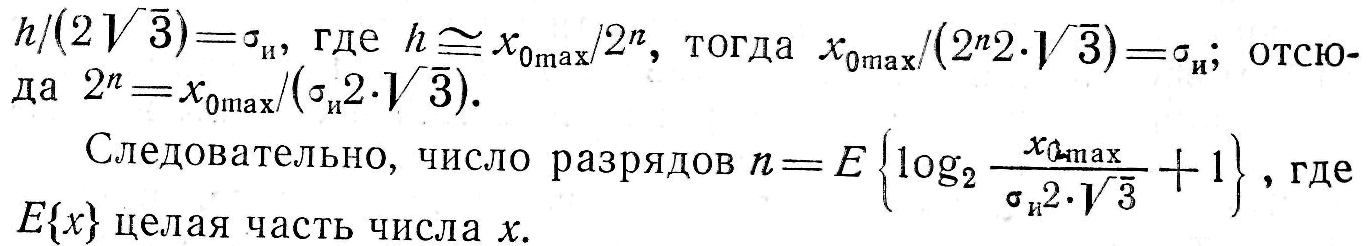 h/(2√3)=σи, где h≅x0max/2ⁿ, тогда x0max/(2ⁿ2·√3)=σи; отсю-
да 2ⁿ=x0max/(σи2·√3).
Следовательно, число разрядов n=E{log₂ x0max/(σи2·√3) + 1}, где
E{x} целая часть числа x.